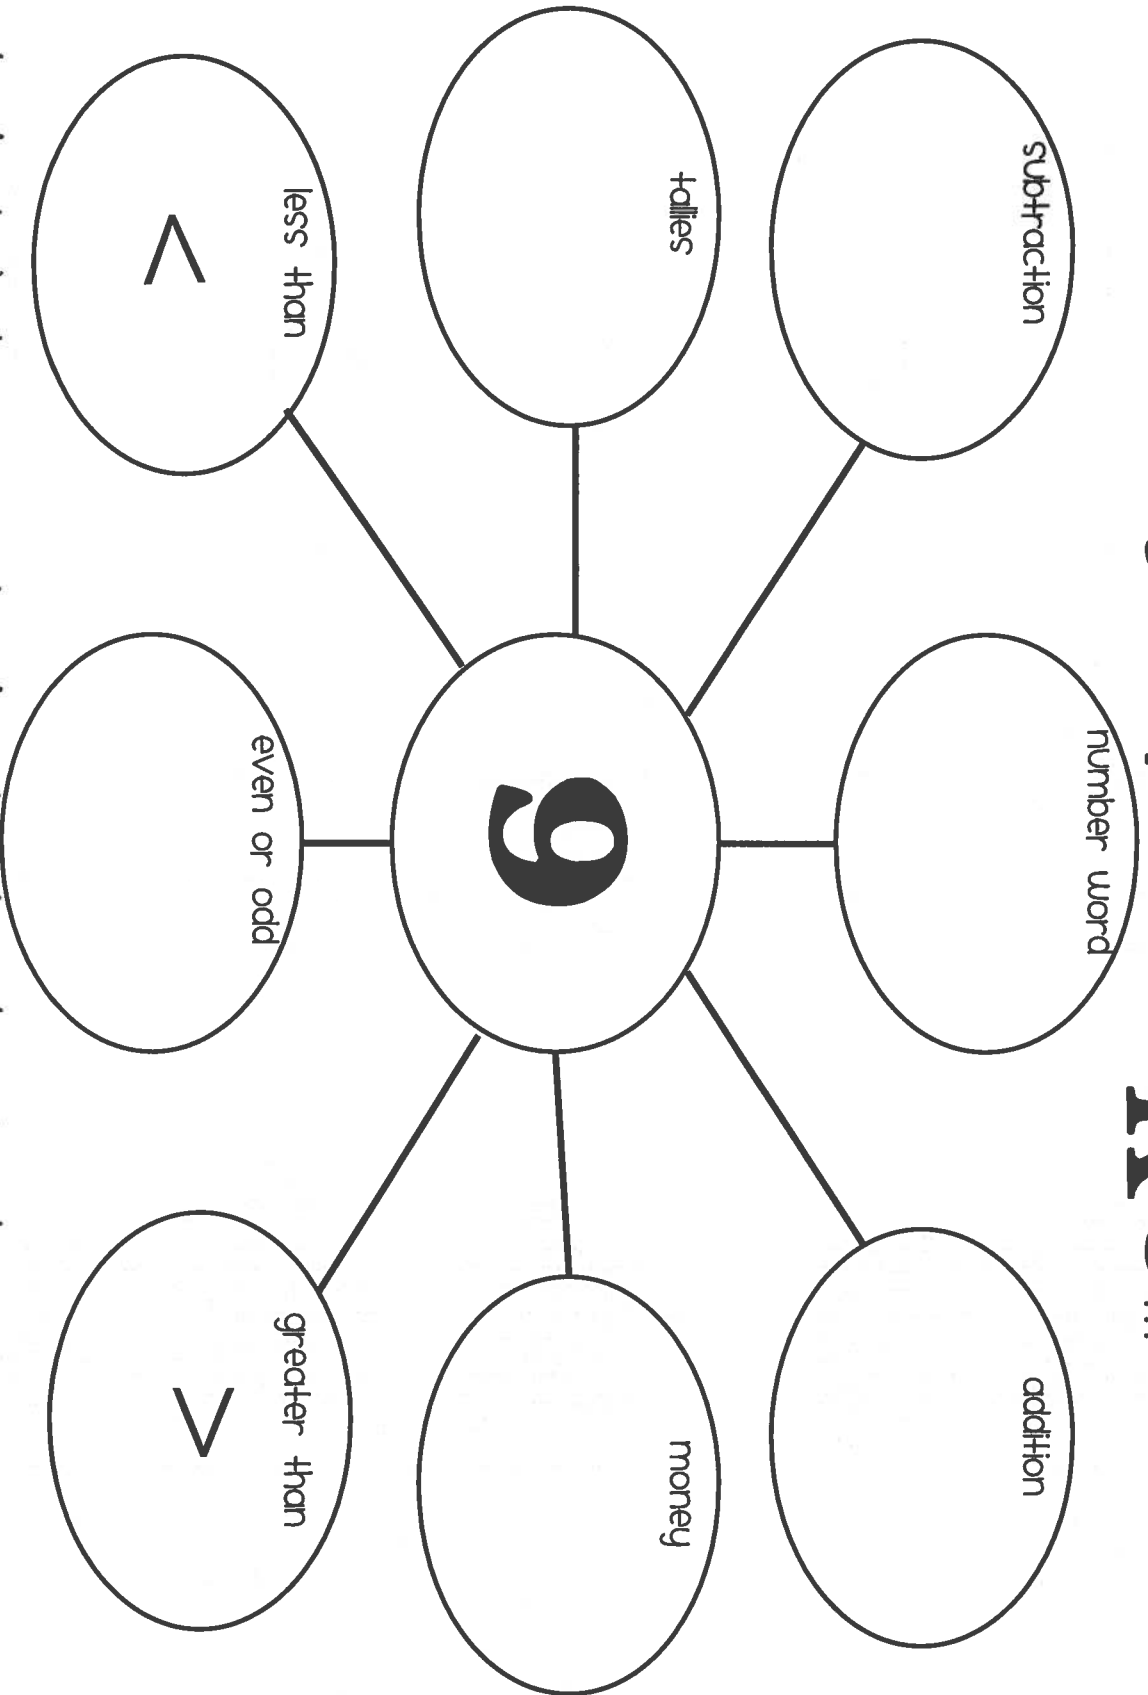 number word
subtraction
addition
tallies
9
money
less than
<
greater than
>
even or odd